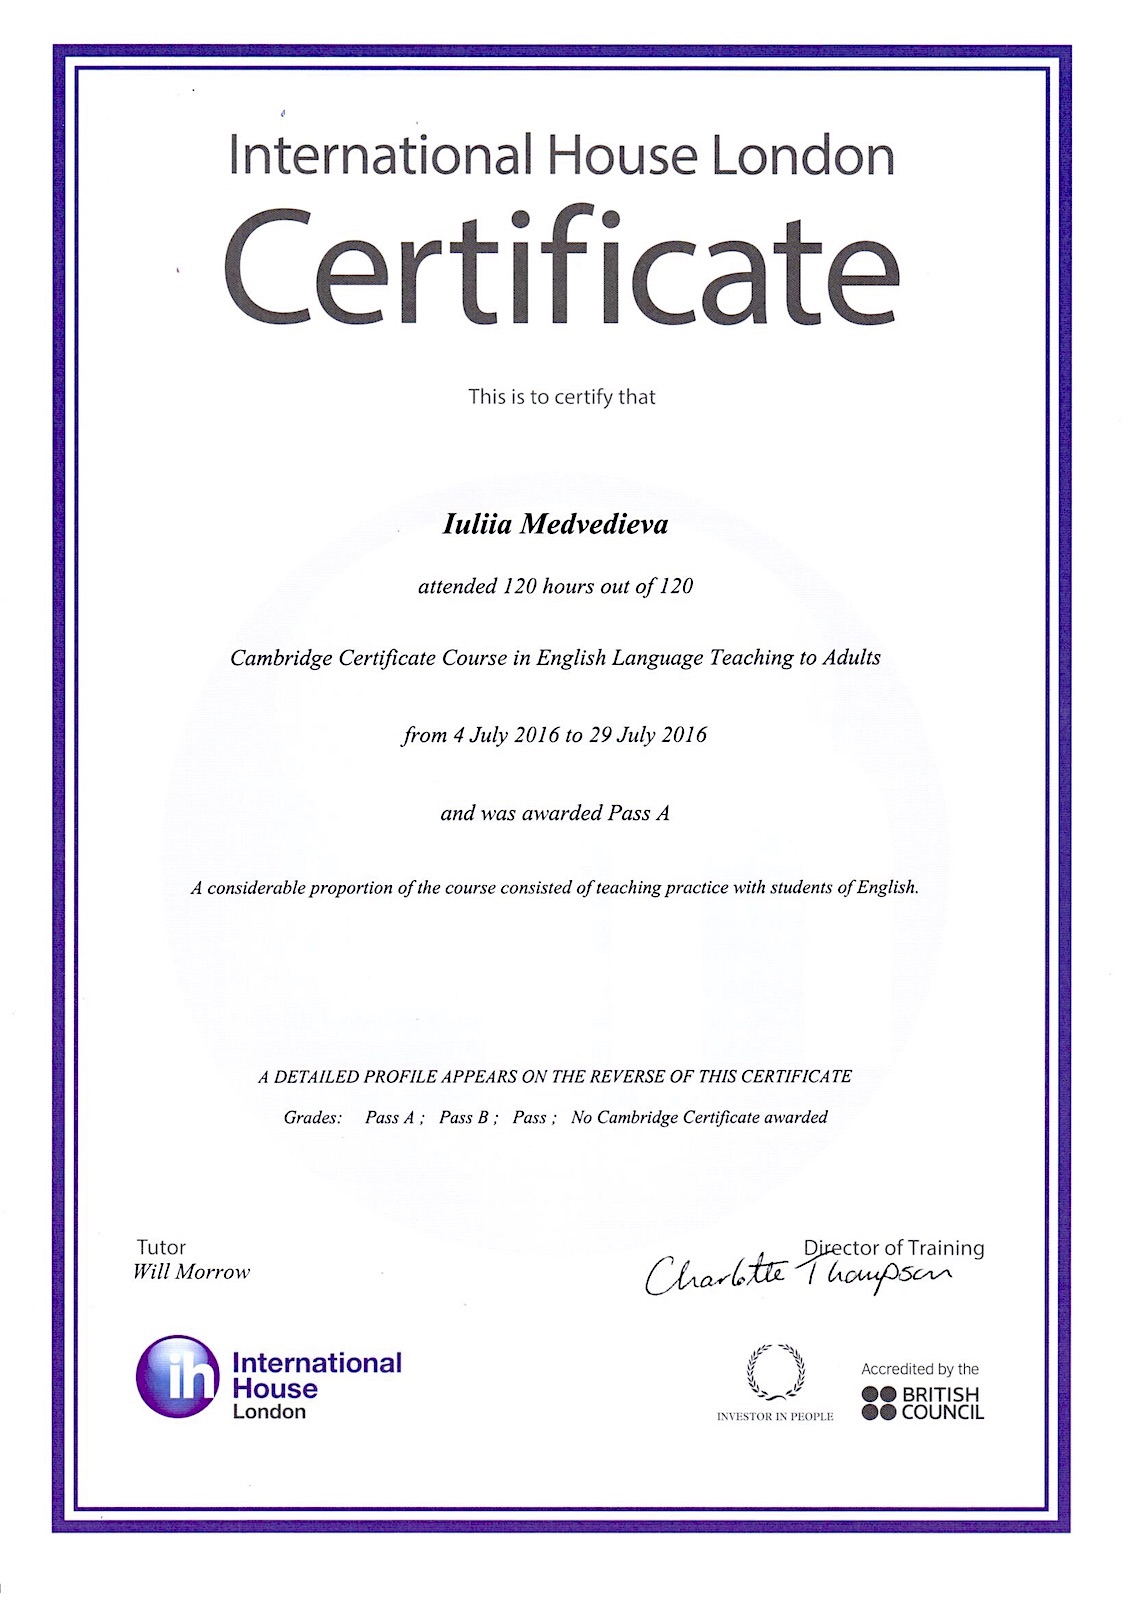 International House London
Certificate
This is to certify that
Iuliia Medvedieva
attended 120 hours out of 120
Cambridge Certificate Course in English Language Teaching to Adults
from 4 July 2016 to 29 July 2016
and was awarded Pass A
A considerable proportion of the course consisted of teaching practice with students of English.
A DETAILED PROFILE APPEARS ON THE REVERSE OF THIS CERTIFICATE
Grades: Pass A ; Pass B ; Pass ; No Cambridge Certificate awarded
Tutor
Will Morrow
Director of Training
Charlotte Thompson
ih
International
House
London
INVESTOR IN PEOPLE
Accredited by the
BRITISH
COUNCIL